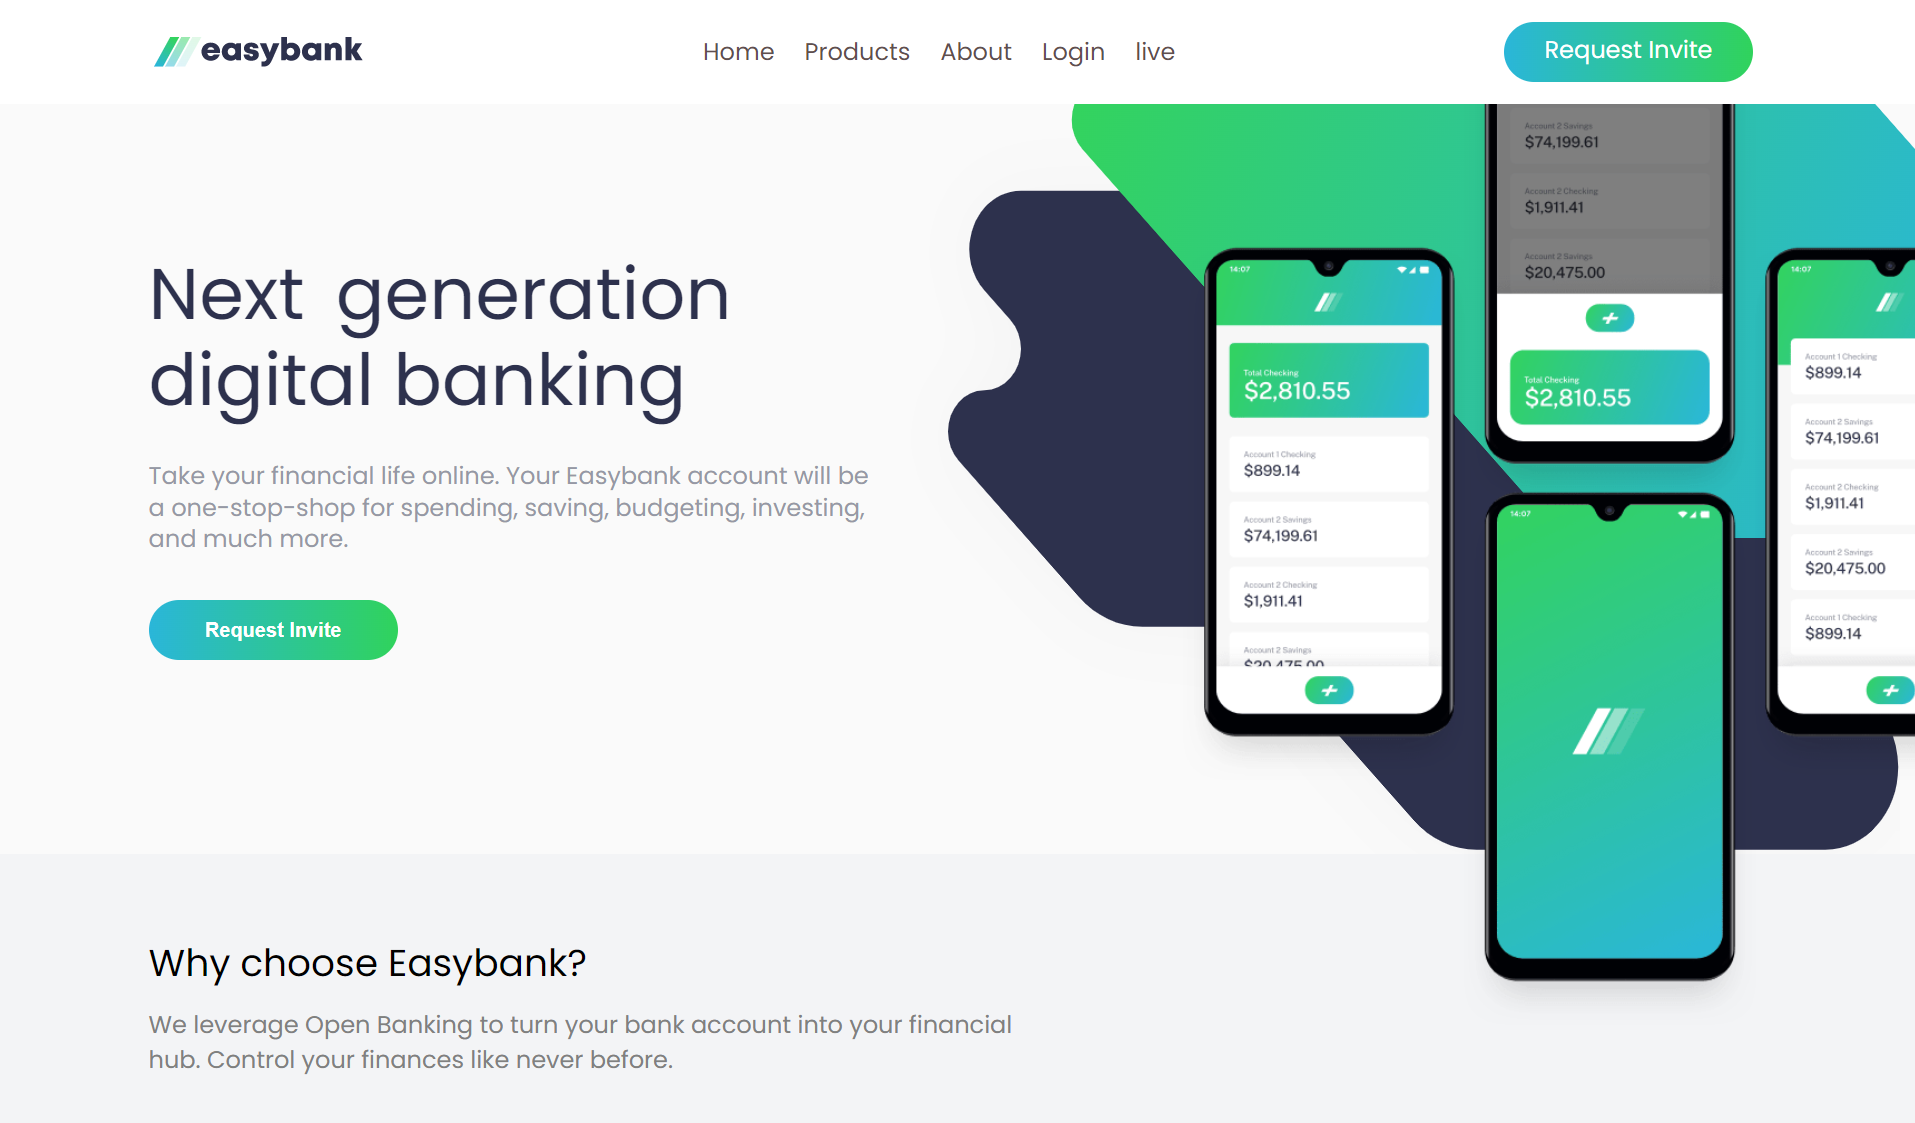 easybank
Home Products About Login live
Request Invite
Next generation
digital banking
Take your financial life online. Your Easybank account will be
a one-stop-shop for spending, saving, budgeting, investing,
and much more.
Request Invite
14:07
Total Checking
$2,810.55
Account 1 Checking
$899.14
Account 2 Savings
$74,199.61
Account 2 Checking
$1,911.41
Account 2 Savings
$20,475.00
Account 2 Savings
$74,199.61
Account 2 Checking
$1,911.41
Account 2 Savings
$20,475.00
Total Checking
$2,810.55
14:07
14:07
Account 1 Checking
$899.14
Account 2 Savings
$74,199.61
Account 2 Checking
$1,911.41
Account 2 Savings
$20,475.00
Account 1 Checking
$899.14
Why choose Easybank?
We leverage Open Banking to turn your bank account into your financial
hub. Control your finances like never before.